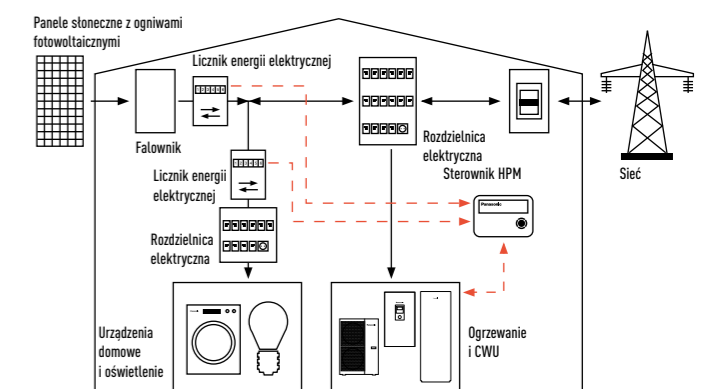 Panele słoneczne z ogniwami
fotowoltaicznymi
Licznik energii elektrycznej
Falownik
Licznik energii
elektrycznej
Rozdzielnica
elektryczna
Rozdzielnica
elektryczna
Sterownik HPM
Sieć
Panasonic
Urządzenia
domowe
i oświetlenie
Ogrzewanie
i CWU